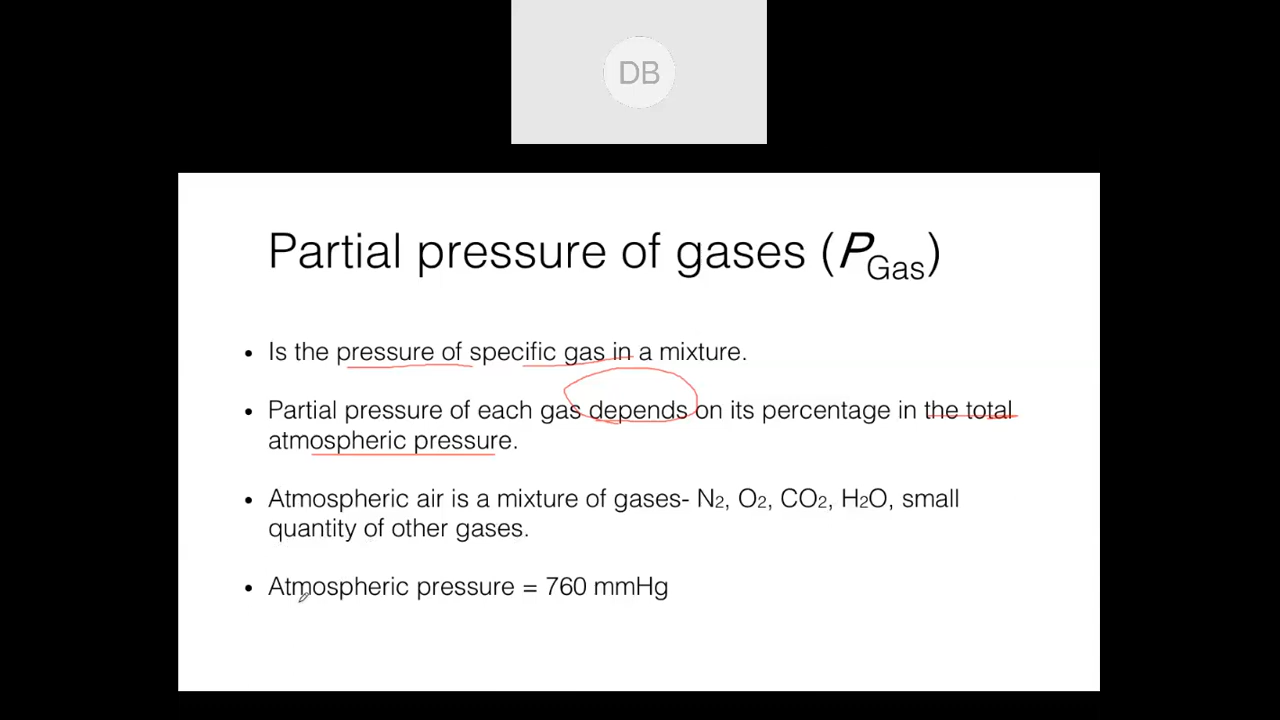 DB
Partial pressure of gases (P_Gas)
• Is the pressure of specific gas in a mixture.
• Partial pressure of each gas depends on its percentage in the total
atmospheric pressure.
• Atmospheric air is a mixture of gases- N₂, O₂, CO₂, H₂O, small
quantity of other gases.
• Atmospheric pressure = 760 mmHg